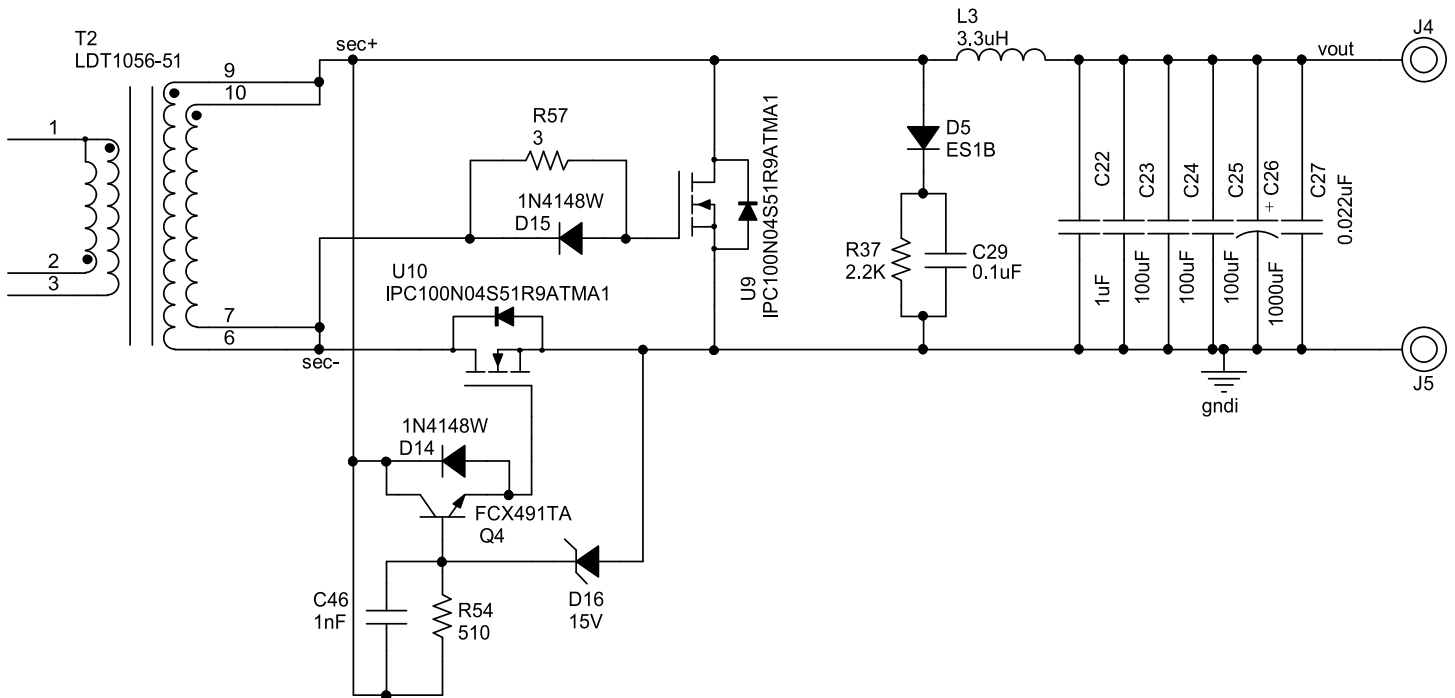 T2
LDT1056-51
1
2
3
9
10
7
6
sec+
sec-
R57
3
1N4148W
D15
U9
IPC100N04S51R9ATMA1
U10
IPC100N04S51R9ATMA1
1N4148W
D14
FCX491TA
Q4
C46
1nF
R54
510
D16
15V
L3
3.3uH
D5
ES1B
R37
2.2K
C29
0.1uF
C22
1uF
C23
100uF
C24
100uF
C25
100uF
C26
+
1000uF
C27
0.022uF
vout
J4
J5
gndi